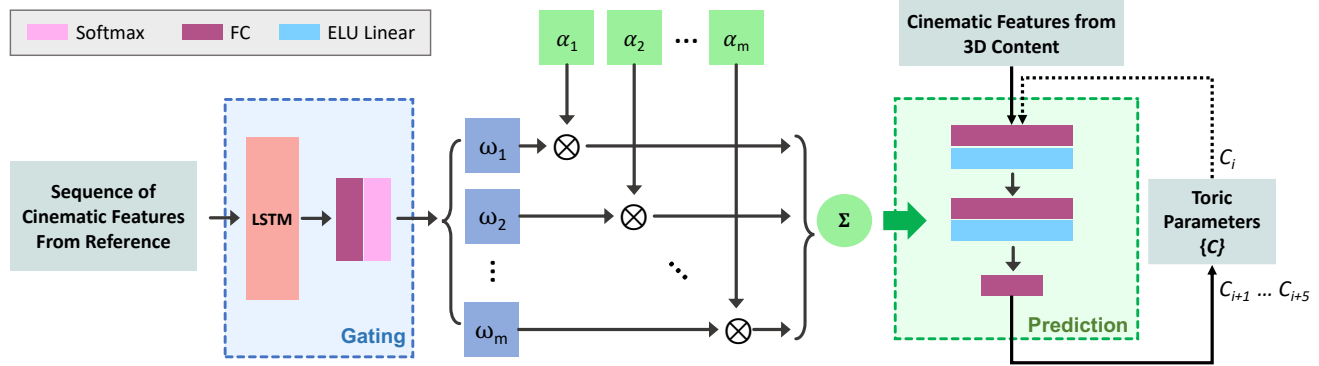 Softmax
FC
ELU Linear
α₁
α₂
...
αₘ
Cinematic Features from
3D Content
Sequence of
Cinematic Features
From Reference
LSTM
Gating
ω₁
ω₂
⋮
ωₘ
⋱
Σ
Prediction
Cᵢ
Toric
Parameters
{C}
Cᵢ₊₁ ... Cᵢ₊₅